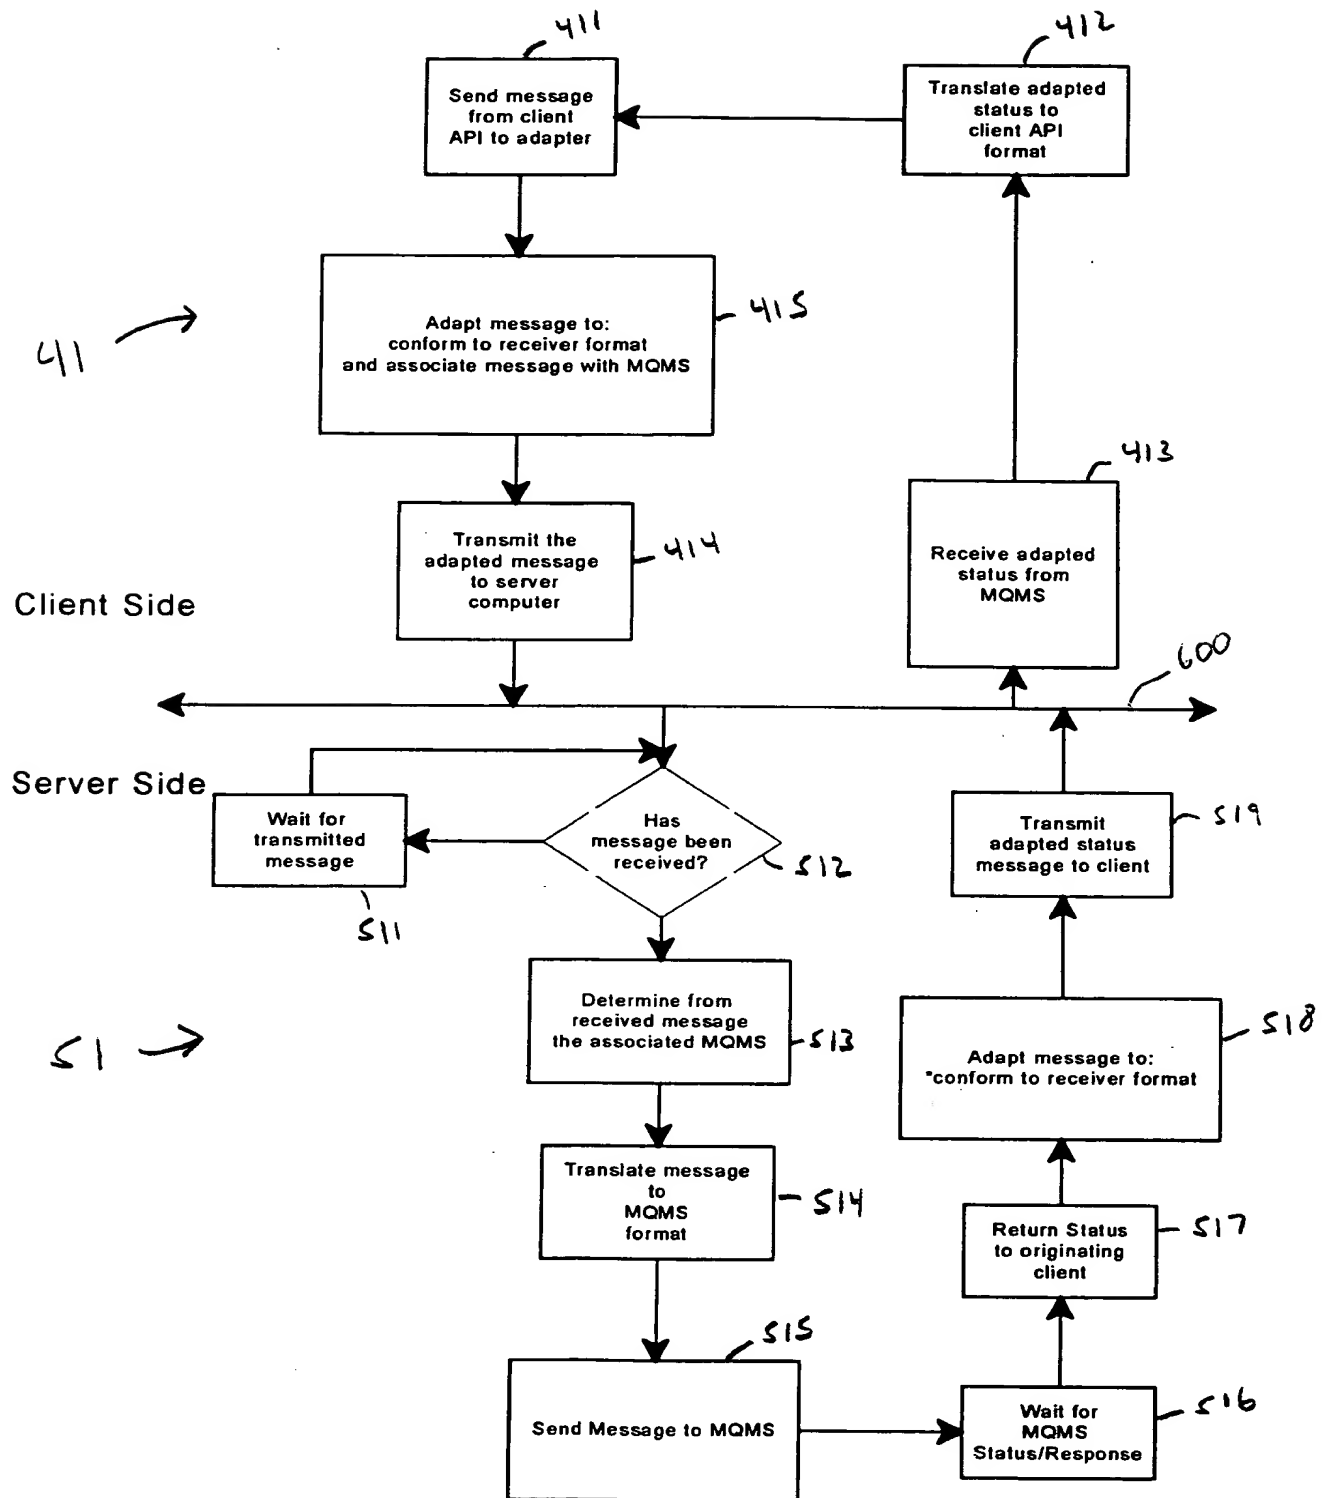 411
Send message
from client
API to adapter
412
Translate adapted
status to
client API
format
41
Adapt message to:
conform to receiver format
and associate message with MQMS
415
Transmit the
adapted message
to server
computer
414
413
Receive adapted
status from
MQMS
Client Side
600
Server Side
Wait for
transmitted
message
511
Has
message been
received?
512
Transmit
adapted status
message to client
519
51
Determine from
received message
the associated MQMS
513
Adapt message to:
*conform to receiver format
518
Translate message
to
MQMS
format
514
Return Status
to originating
client
517
515
Send Message to MQMS
Wait for
MQMS
Status/Response
516